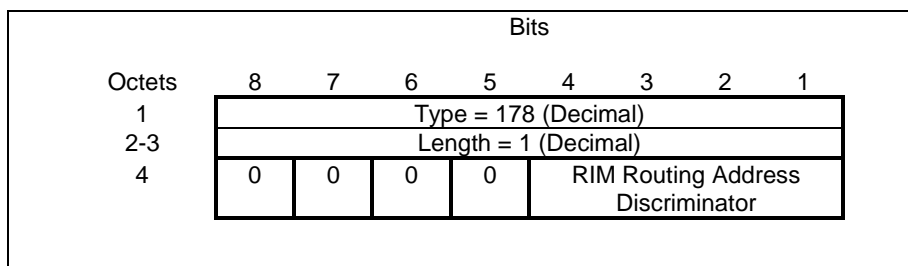 Bits
Octets 8 7 6 5 4 3 2 1
1 Type = 178 (Decimal)
2-3 Length = 1 (Decimal)
4 0 0 0 0 RIM Routing Address
Discriminator